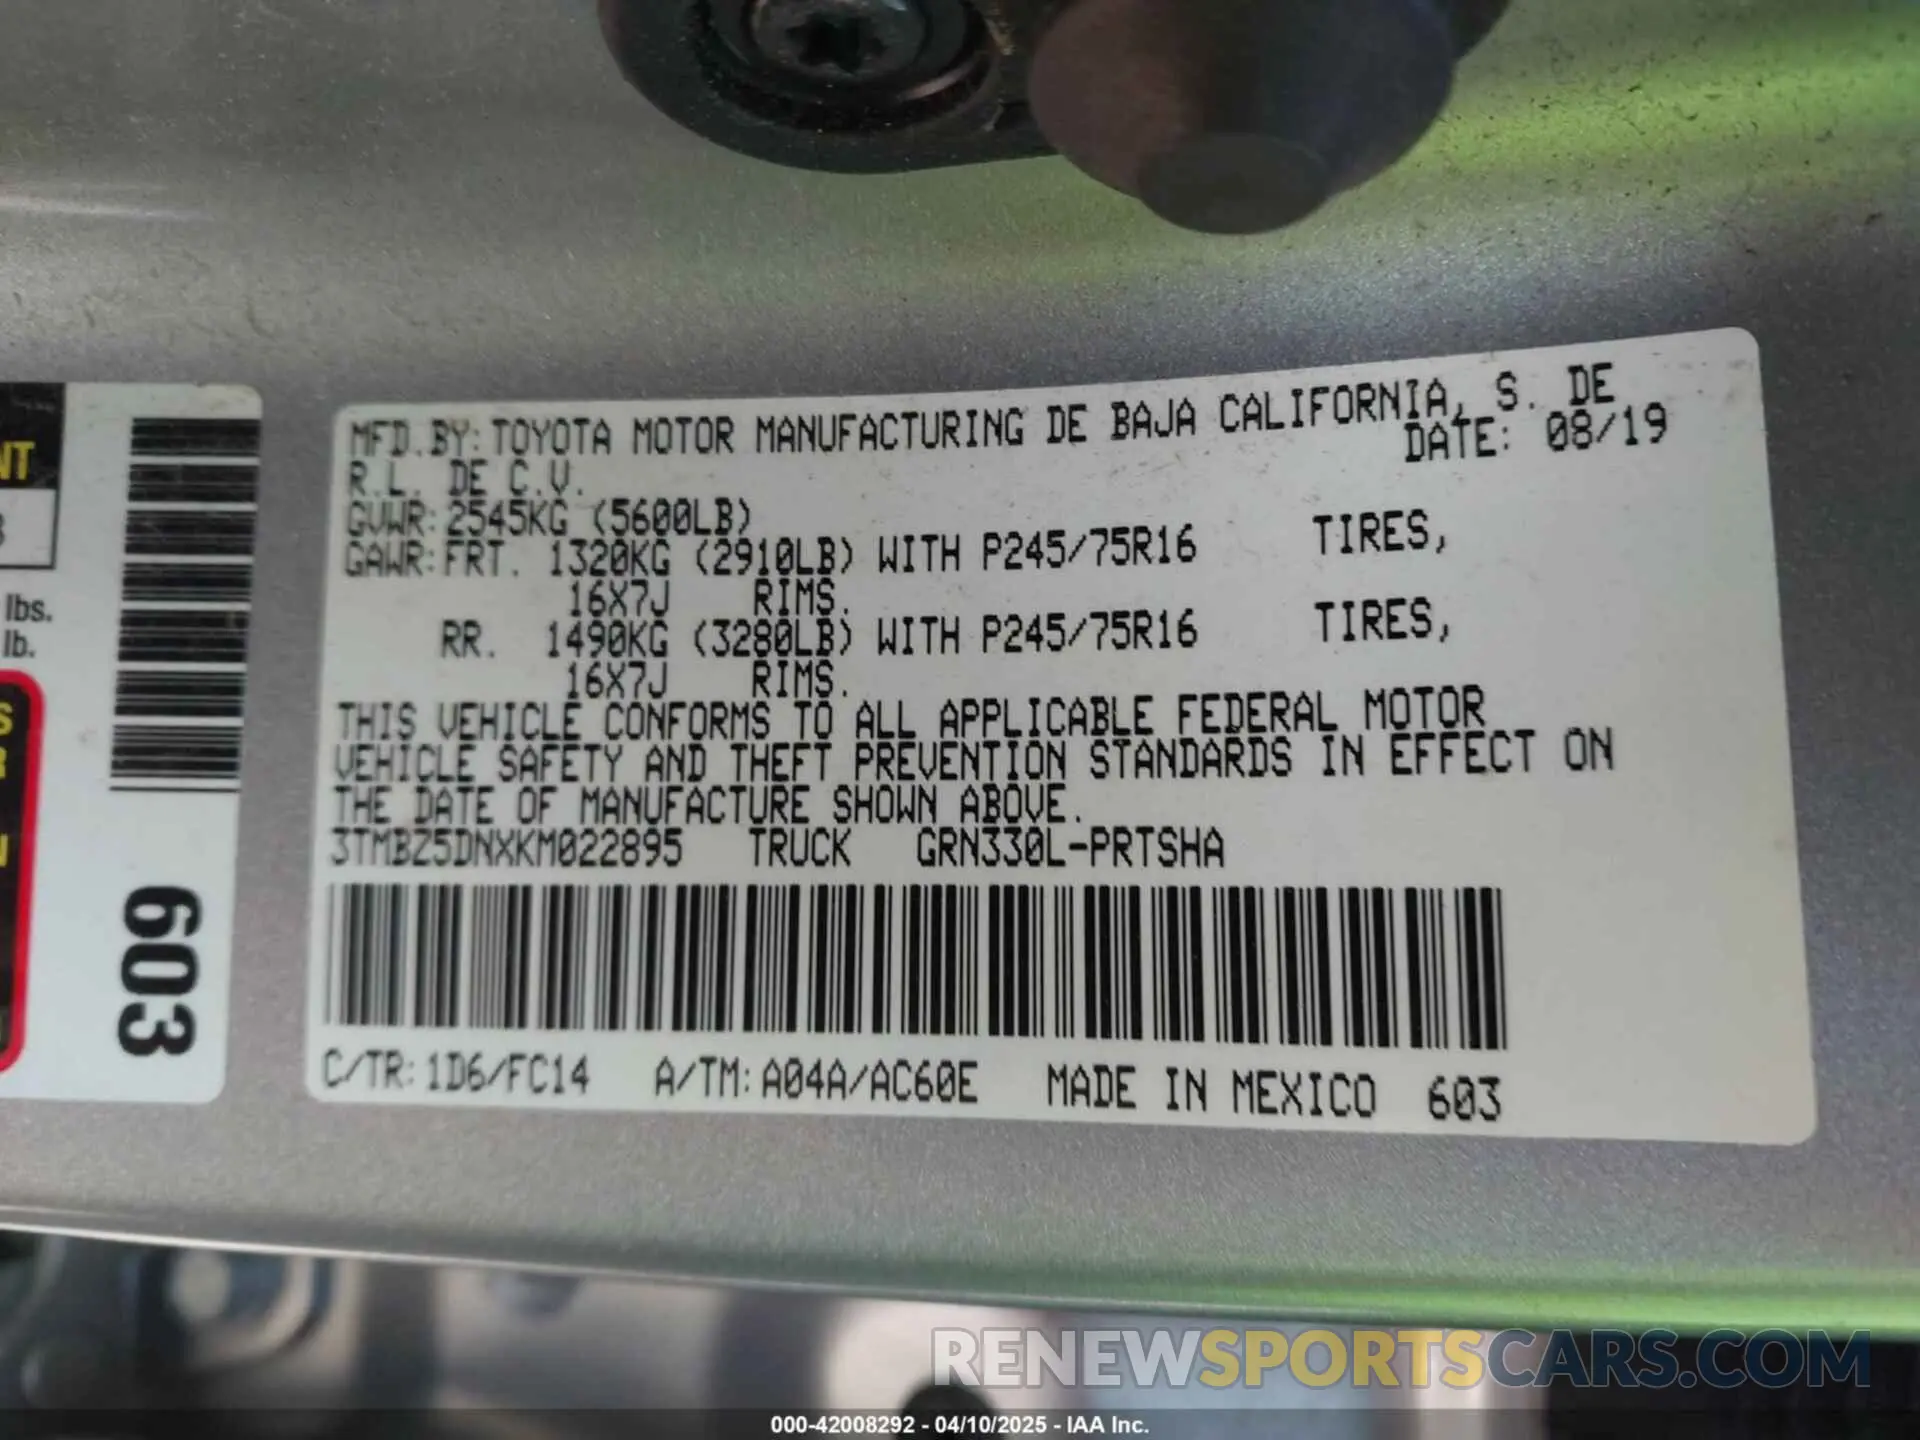 MFD.BY: TOYOTA MOTOR MANUFACTURING DE BAJA CALIFORNIA, S. DE
R.L. DE C.V. DATE: 08/19
GVWR: 2545KG (5600LB)
GAWR: FRT. 1320KG (2910LB) WITH P245/75R16 TIRES,
16X7J RIMS.
RR. 1490KG (3280LB) WITH P245/75R16 TIRES,
16X7J RIMS.
THIS VEHICLE CONFORMS TO ALL APPLICABLE FEDERAL MOTOR
VEHICLE SAFETY AND THEFT PREVENTION STANDARDS IN EFFECT ON
THE DATE OF MANUFACTURE SHOWN ABOVE.
3TMBZ5DNXKM022895 TRUCK GRN330L-PRTSHA
C/TR: 1D6/FC14 A/TM: A04A/AC60E MADE IN MEXICO 603
NT
lbs.
lb.
S
R
N
603
RENEWSPORTSCARS.COM
000-42008292 - 04/10/2025 - IAA Inc.